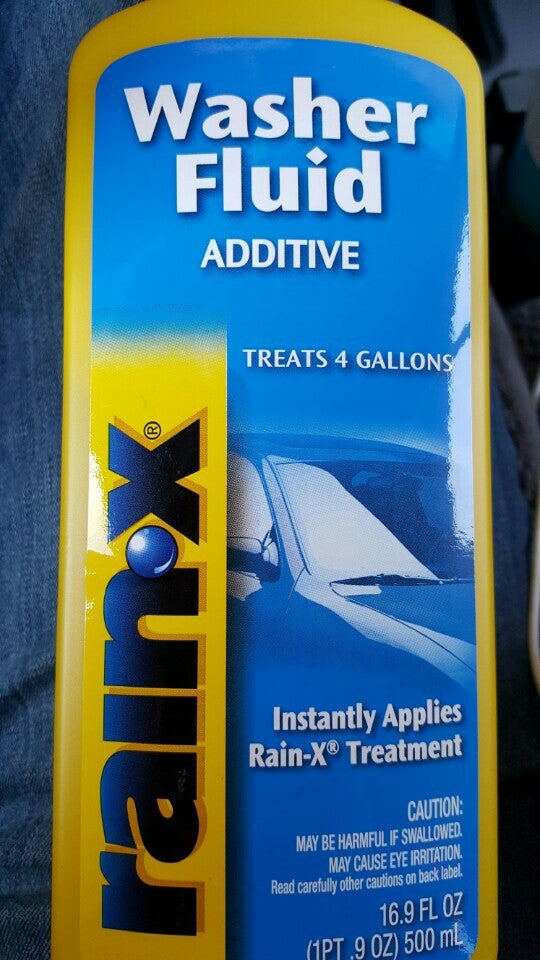 Washer
Fluid
ADDITIVE
TREATS 4 GALLONS
rain-x®
Instantly Applies
Rain-X® Treatment
CAUTION:
MAY BE HARMFUL IF SWALLOWED.
MAY CAUSE EYE IRRITATION.
Read carefully other cautions on back label.
16.9 FL OZ
(1PT .9 OZ) 500 mL